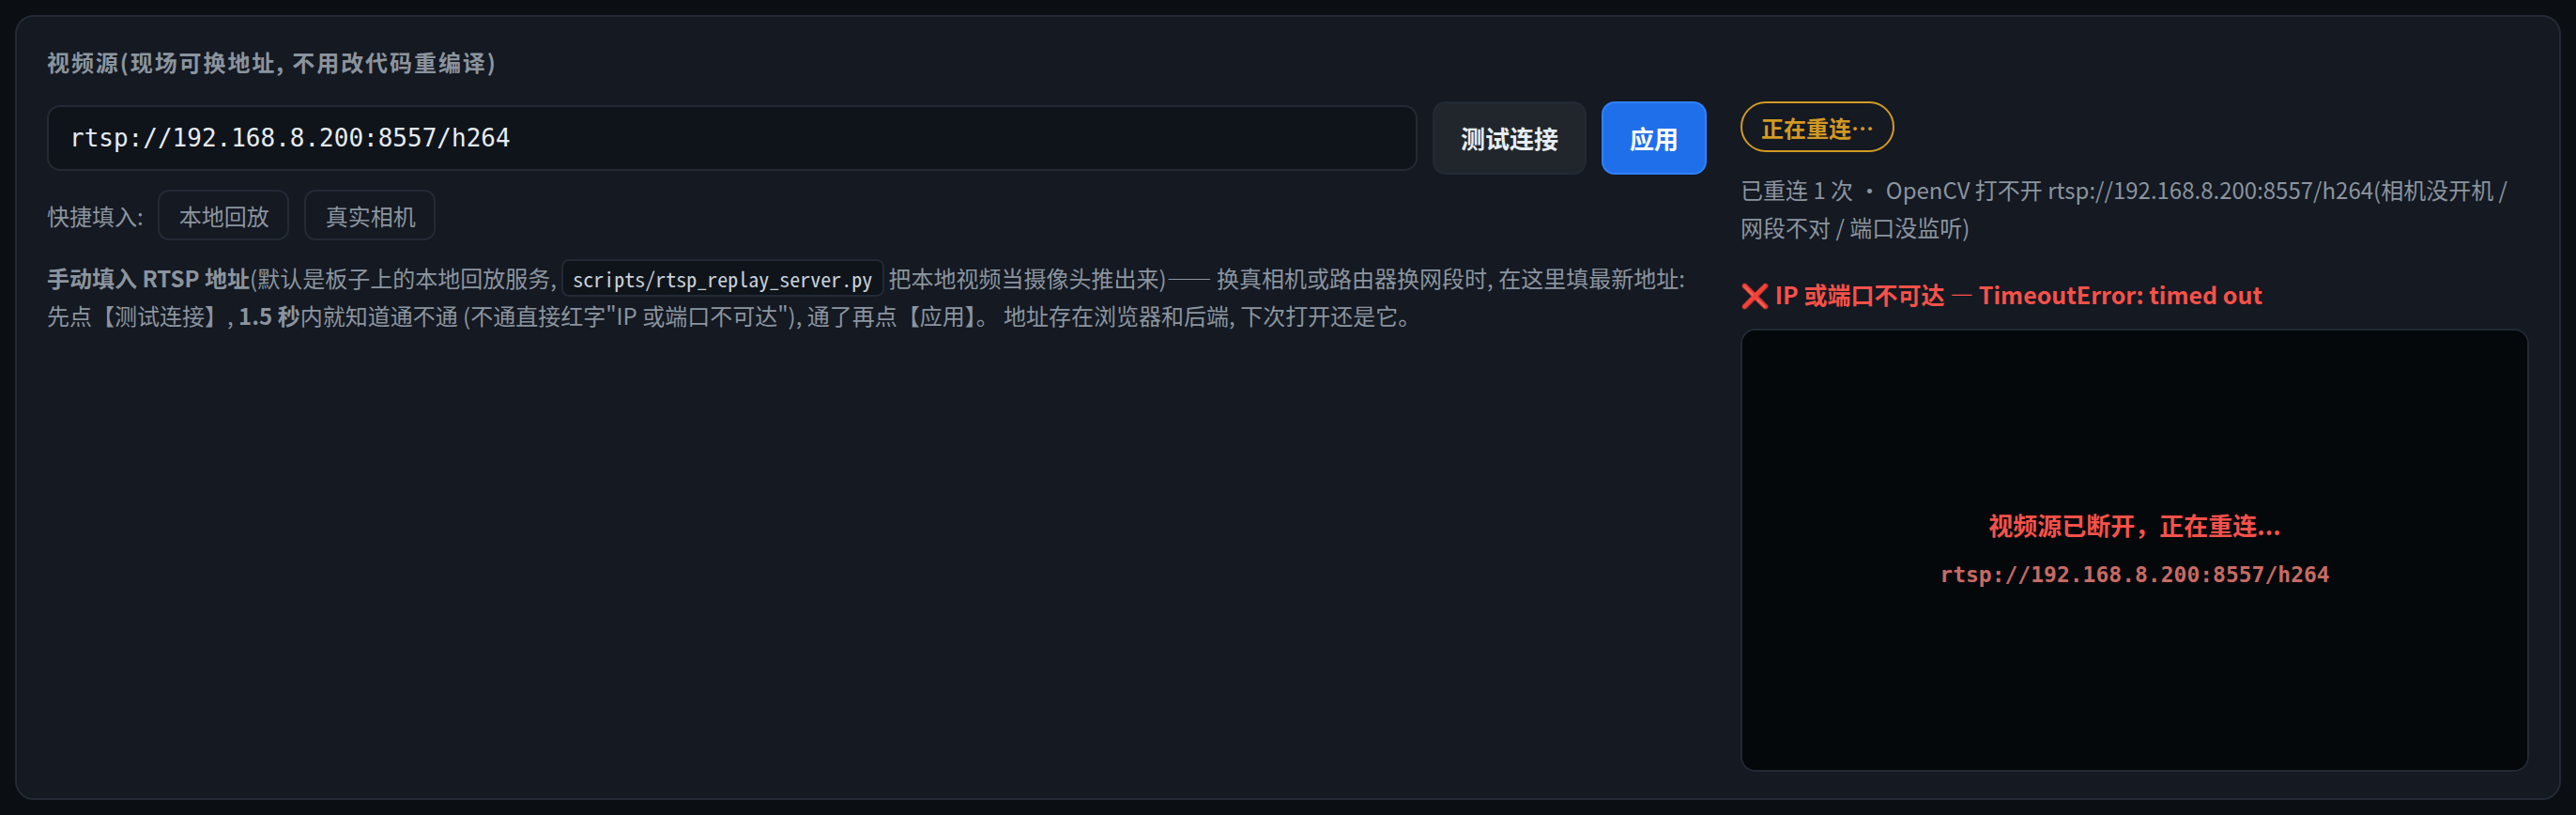 视频源(现场可换地址, 不用改代码重编译)
rtsp://192.168.8.200:8557/h264
测试连接
应用
快捷填入:
本地回放
真实相机
手动填入 RTSP 地址(默认是板子上的本地回放服务, scripts/rtsp_replay_server.py 把本地视频当摄像头推出来)—— 换真相机或路由器换网段时, 在这里填最新地址:
先点【测试连接】, 1.5 秒内就知道通不通 (不通直接红字"IP 或端口不可达"), 通了再点【应用】。 地址存在浏览器和后端, 下次打开还是它。
正在重连…
已重连 1 次 · OpenCV 打不开 rtsp://192.168.8.200:8557/h264(相机没开机 /
网段不对 / 端口没监听)
❌ IP 或端口不可达 — TimeoutError: timed out
视频源已断开，正在重连...
rtsp://192.168.8.200:8557/h264